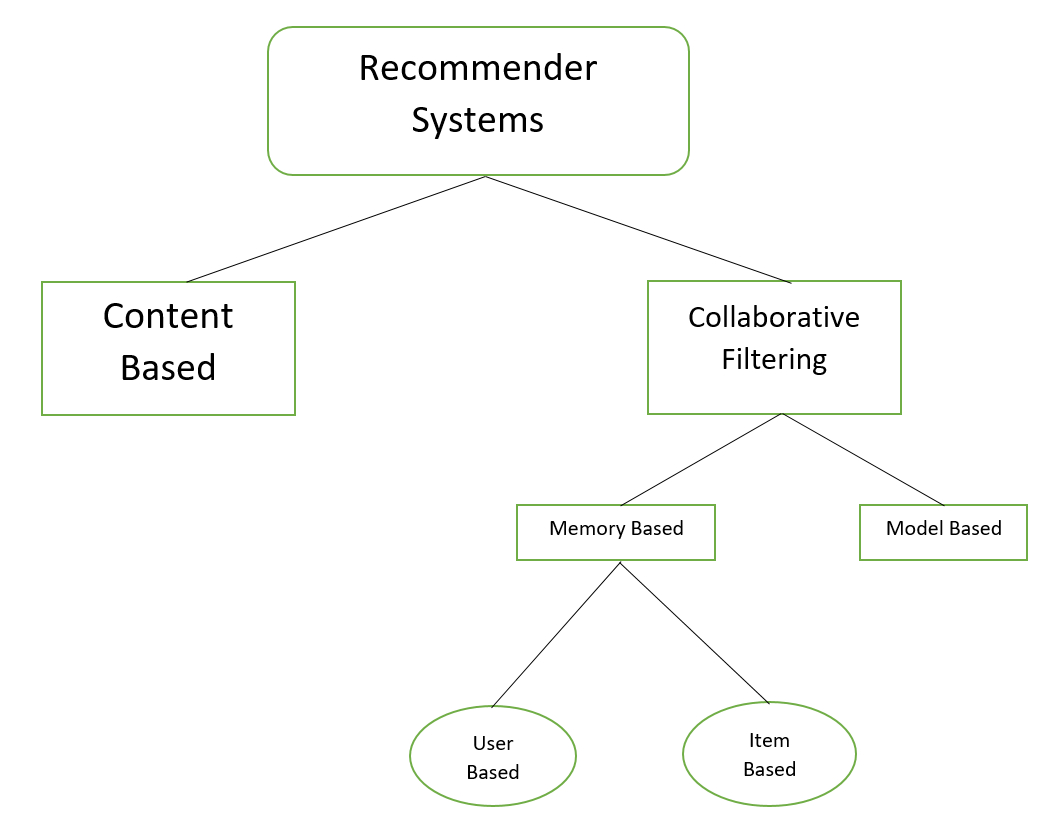 Recommender
Systems
Content
Based
Collaborative
Filtering
Memory Based
Model Based
User
Based
Item
Based